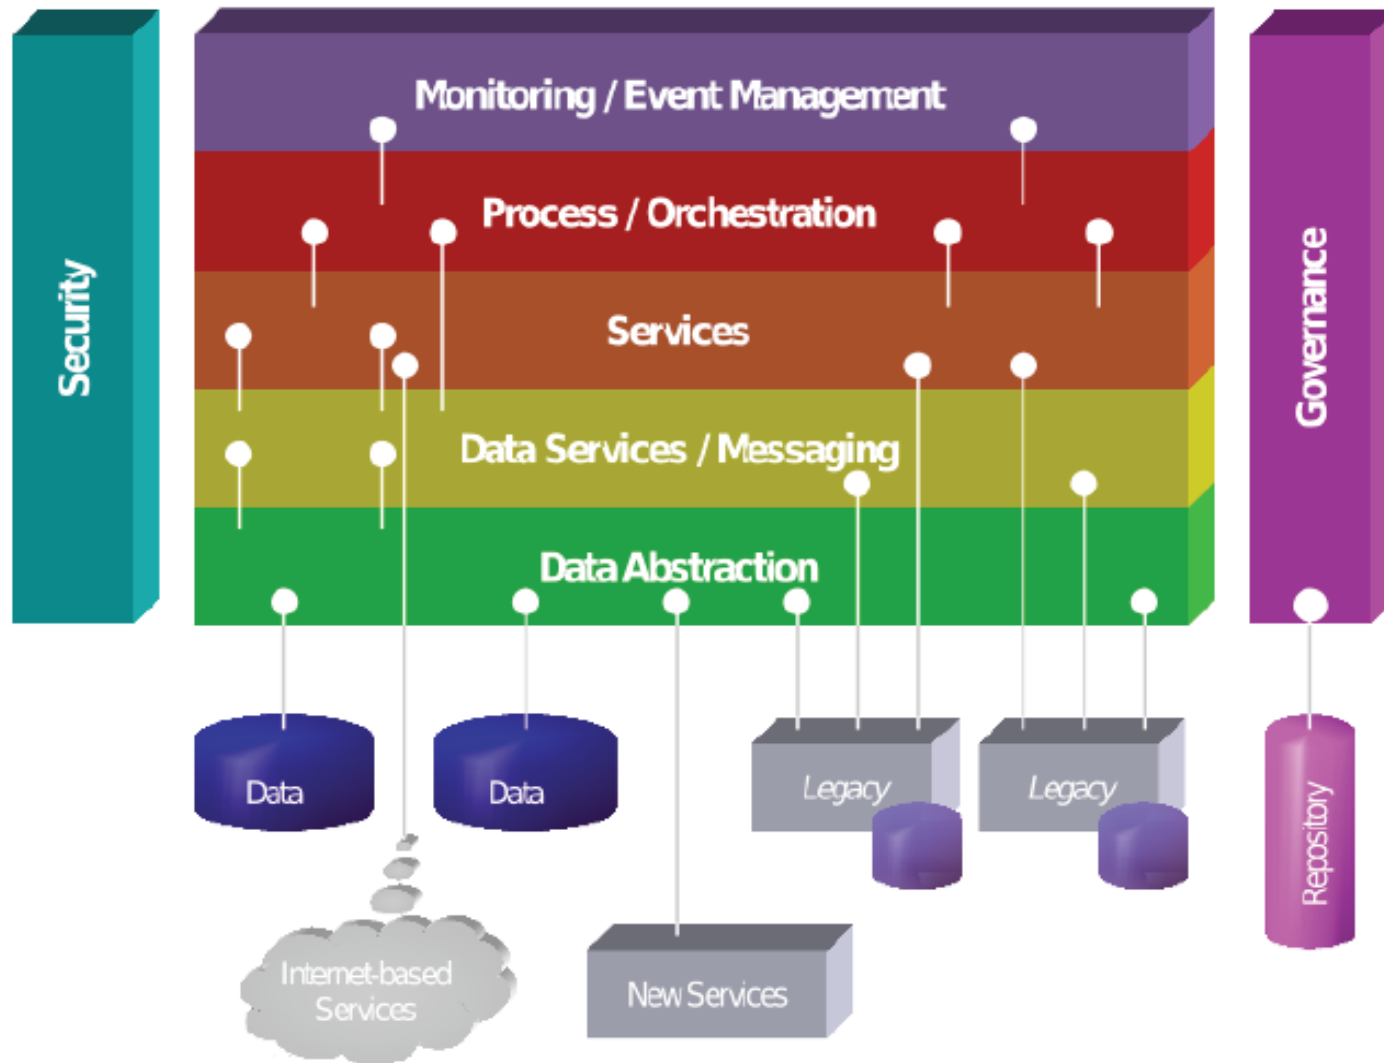 Monitoring / Event Management
Process / Orchestration
Services
Data Services / Messaging
Data Abstraction
Security
Governance
Data
Data
Legacy
Legacy
Repository
Internet-based
Services
New Services